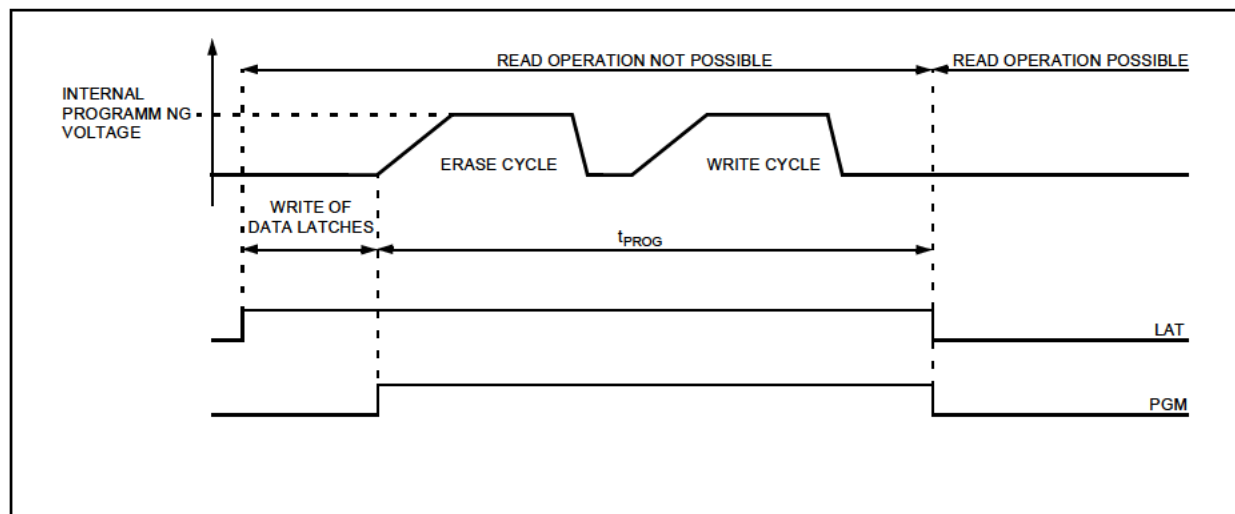 READ OPERATION NOT POSSIBLE
READ OPERATION POSSIBLE
INTERNAL
PROGRAMM NG
VOLTAGE
ERASE CYCLE
WRITE CYCLE
WRITE OF
DATA LATCHES
tPROG
LAT
PGM